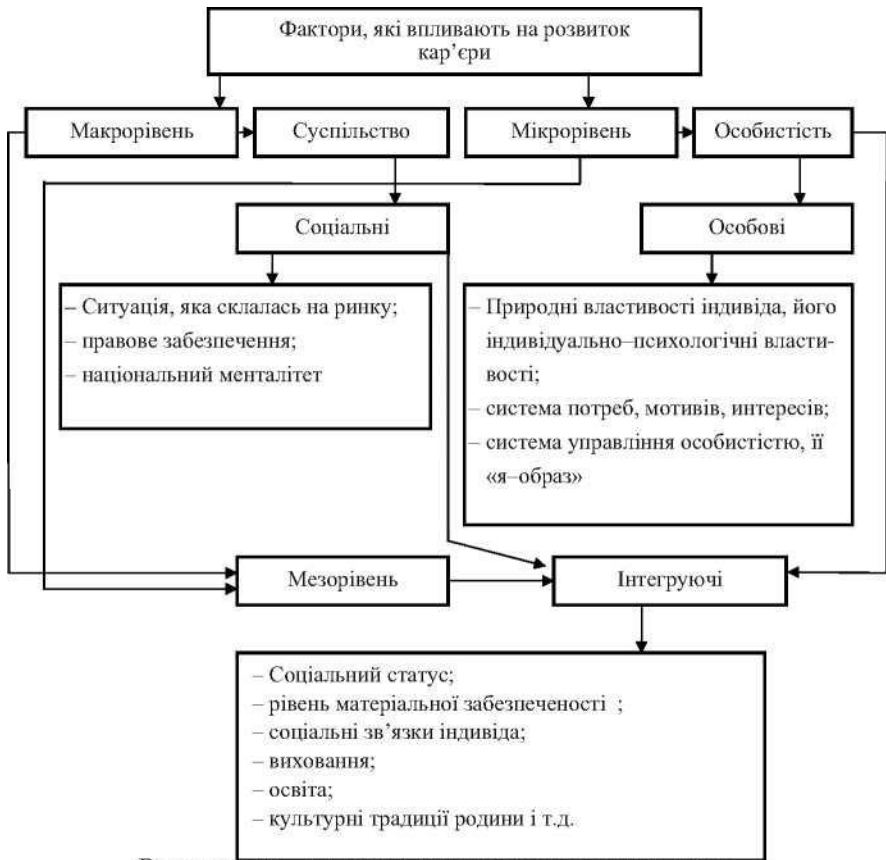 Фактори, які впливають на розвиток
кар’єри
Макрорівень
Суспільство
Мікрорівень
Особистість
Соціальні
Особові
– Ситуація, яка склалась на ринку;
– правове забезпечення;
– національний менталітет
– Природні властивості індивіда, його
індивідуально–психологічні власти-
вості;
– система потреб, мотивів, интересів;
– система управління особистістю, її
«я–образ»
Мезорівень
Інтегруючі
– Соціальний статус;
– рівень матеріальної забезпеченості ;
– соціальні зв’язки індивіда;
– виховання;
– освіта;
– культурні традиції родини і т.д.